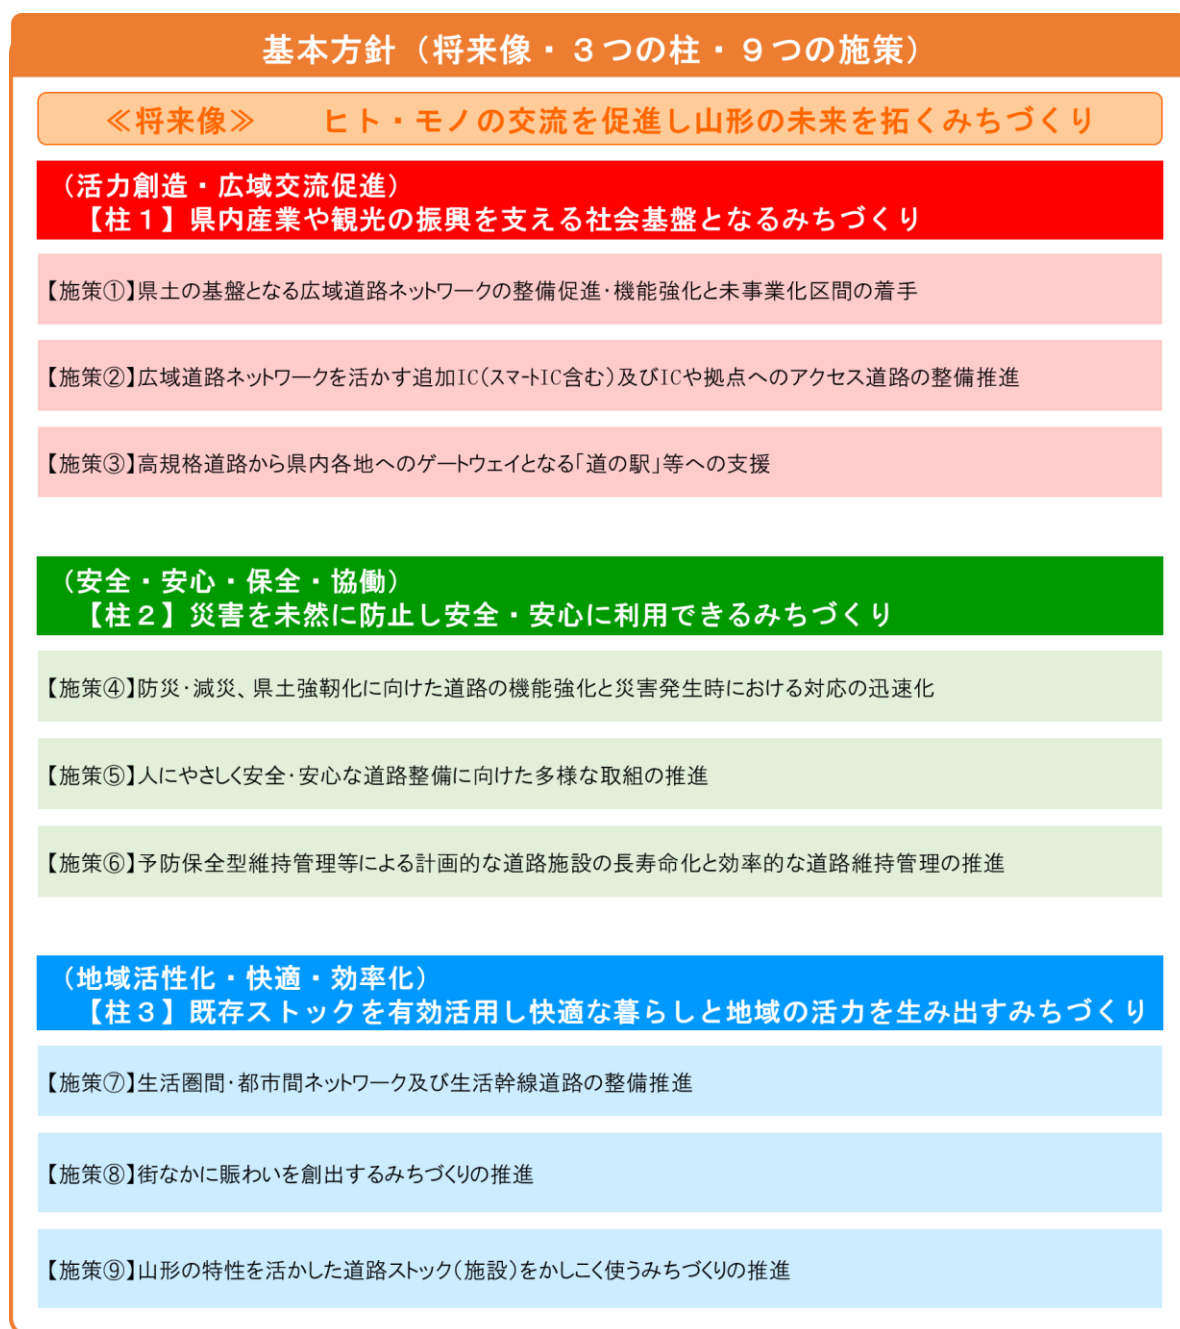 基本方針（将来像・３つの柱・９つの施策）
≪将来像≫　ヒト・モノの交流を促進し山形の未来を拓くみちづくり
（活力創造・広域交流促進）
【柱１】県内産業や観光の振興を支える社会基盤となるみちづくり
【施策①】県土の基盤となる広域道路ネットワークの整備促進・機能強化と未事業化区間の着手
【施策②】広域道路ネットワークを活かす追加IC（スマートIC含む）及びICや拠点へのアクセス道路の整備推進
【施策③】高規格道路から県内各地へのゲートウェイとなる「道の駅」等への支援
（安全・安心・保全・協働）
【柱２】災害を未然に防止し安全・安心に利用できるみちづくり
【施策④】防災・減災、県土強靭化に向けた道路の機能強化と災害発生時における対応の迅速化
【施策⑤】人にやさしく安全・安心な道路整備に向けた多様な取組の推進
【施策⑥】予防保全型維持管理等による計画的な道路施設の長寿命化と効率的な道路維持管理の推進
（地域活性化・快適・効率化）
【柱３】既存ストックを有効活用し快適な暮らしと地域の活力を生み出すみちづくり
【施策⑦】生活圏間・都市間ネットワーク及び生活幹線道路の整備推進
【施策⑧】街なかに賑わいを創出するみちづくりの推進
【施策⑨】山形の特性を活かした道路ストック（施設）をかしこく使うみちづくりの推進